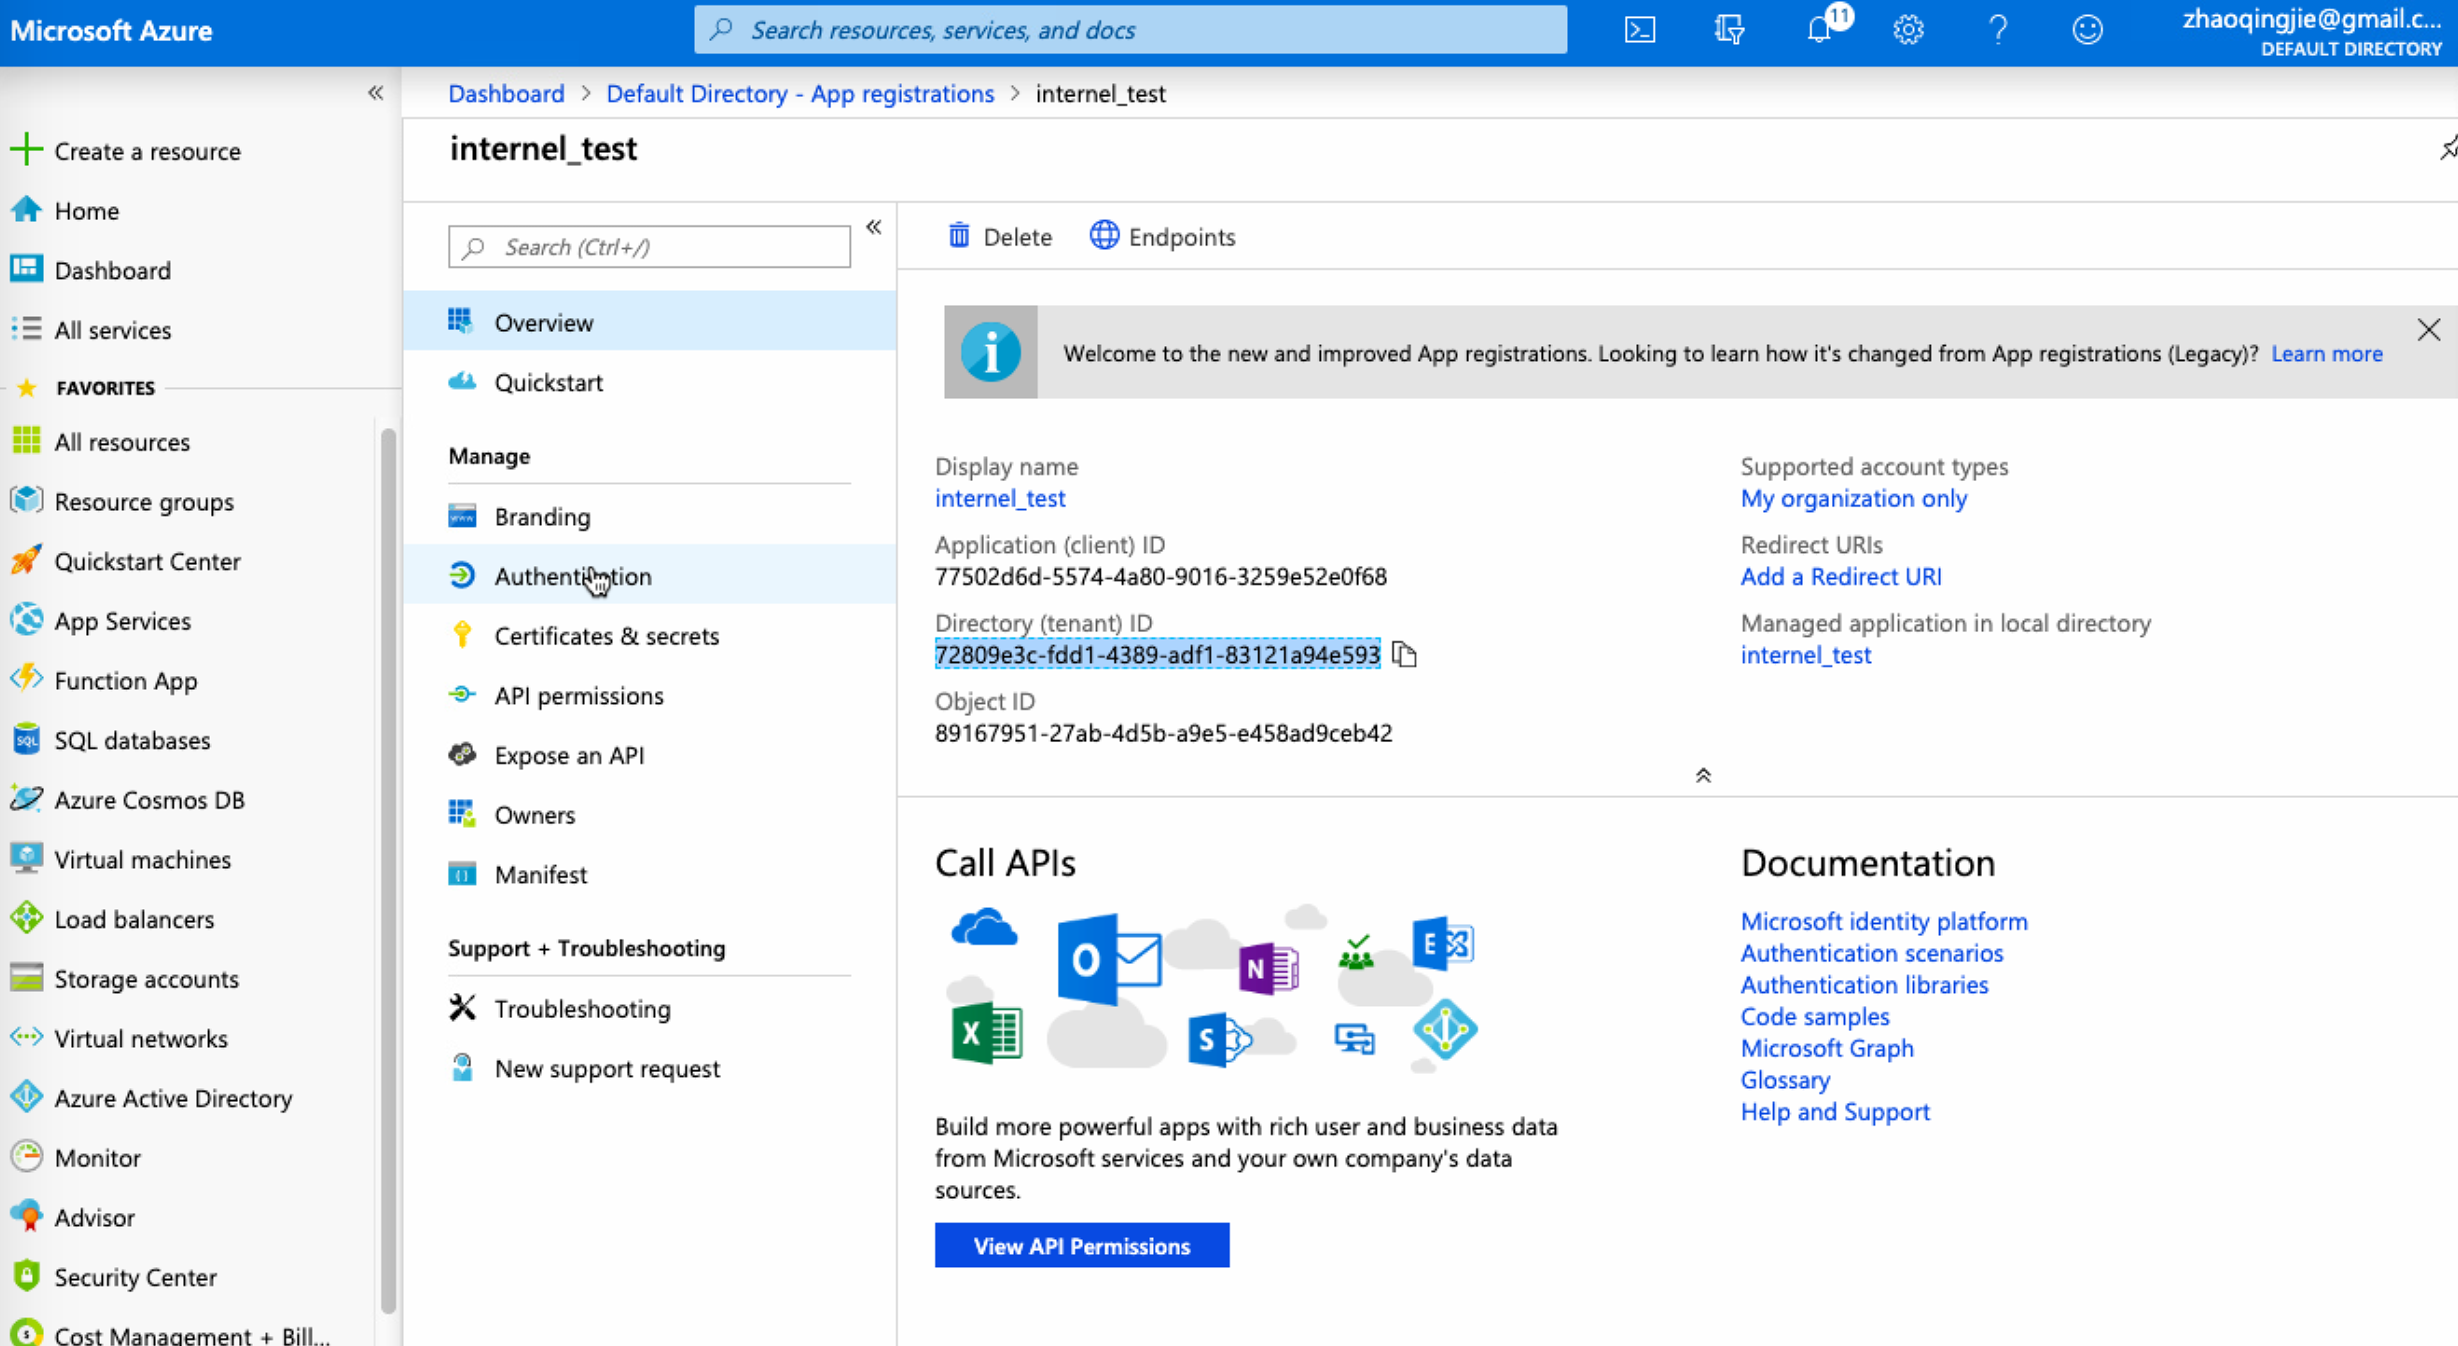 Microsoft Azure
Search resources, services, and docs
11
zhaoqingjie@gmail.c...
DEFAULT DIRECTORY
Dashboard > Default Directory - App registrations > internel_test
internel_test
Create a resource
Home
Dashboard
All services
FAVORITES
All resources
Resource groups
Quickstart Center
App Services
Function App
SQL databases
Azure Cosmos DB
Virtual machines
Load balancers
Storage accounts
Virtual networks
Azure Active Directory
Monitor
Advisor
Security Center
Cost Management + Bill...
Search (Ctrl+/)
Overview
Quickstart
Manage
Branding
Authentication
Certificates & secrets
API permissions
Expose an API
Owners
Manifest
Support + Troubleshooting
Troubleshooting
New support request
Delete
Endpoints
Welcome to the new and improved App registrations. Looking to learn how it's changed from App registrations (Legacy)? Learn more
Display name
internel_test
Application (client) ID
77502d6d-5574-4a80-9016-3259e52e0f68
Directory (tenant) ID
72809e3c-fdd1-4389-adf1-83121a94e593
Object ID
89167951-27ab-4d5b-a9e5-e458ad9ceb42
Supported account types
My organization only
Redirect URIs
Add a Redirect URI
Managed application in local directory
internel_test
Call APIs
Build more powerful apps with rich user and business data
from Microsoft services and your own company's data
sources.
View API Permissions
Documentation
Microsoft identity platform
Authentication scenarios
Authentication libraries
Code samples
Microsoft Graph
Glossary
Help and Support